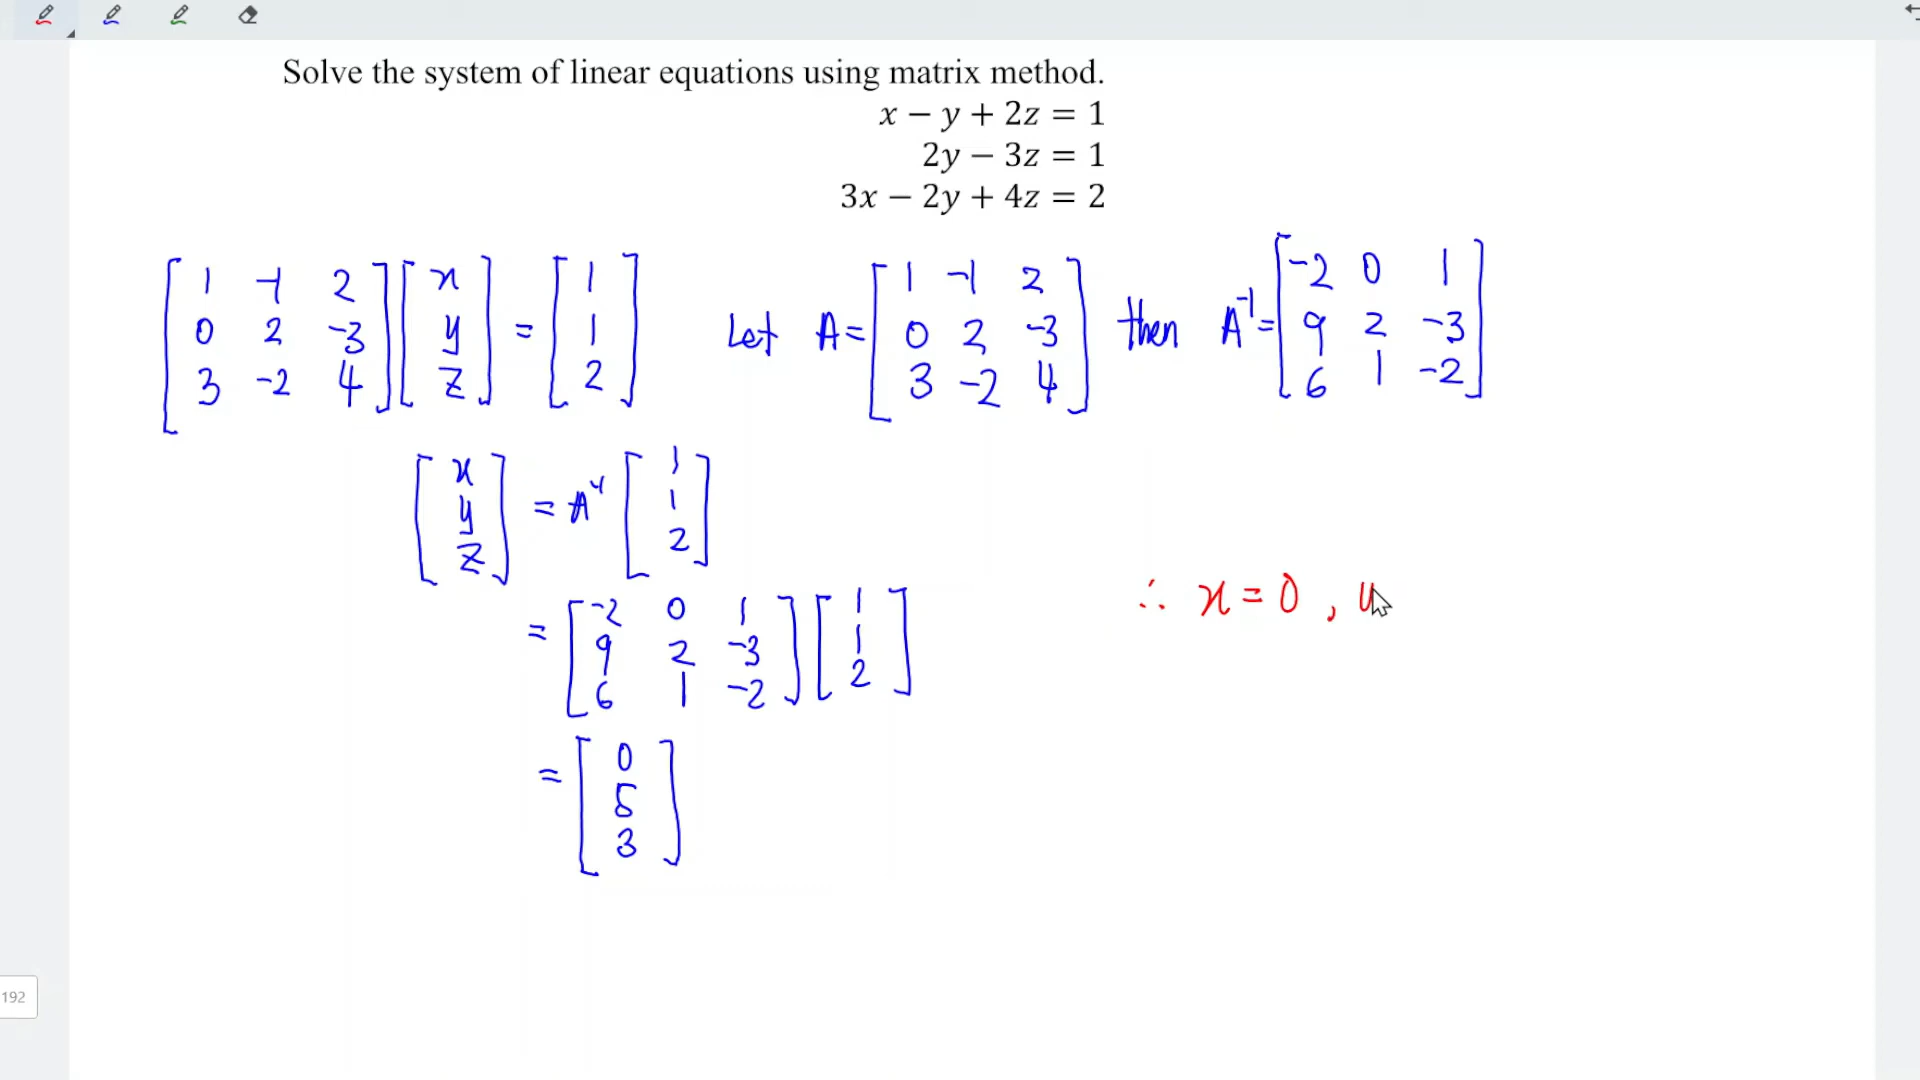 Solve the system of linear equations using matrix method.
x − y + 2z = 1
2y − 3z = 1
3x − 2y + 4z = 2
[1 -1 2; 0 2 -3; 3 -2 4] [x; y; z] = [1; 1; 2] Let A = [1 -1 2; 0 2 -3; 3 -2 4] then A⁻¹ = [-2 0 1; 9 2 -3; 6 1 -2]
[x; y; z] = A⁻¹ [1; 1; 2]
= [-2 0 1; 9 2 -3; 6 1 -2] [1; 1; 2]
∴ x = 0 ,
= [0; 5; 3]
192